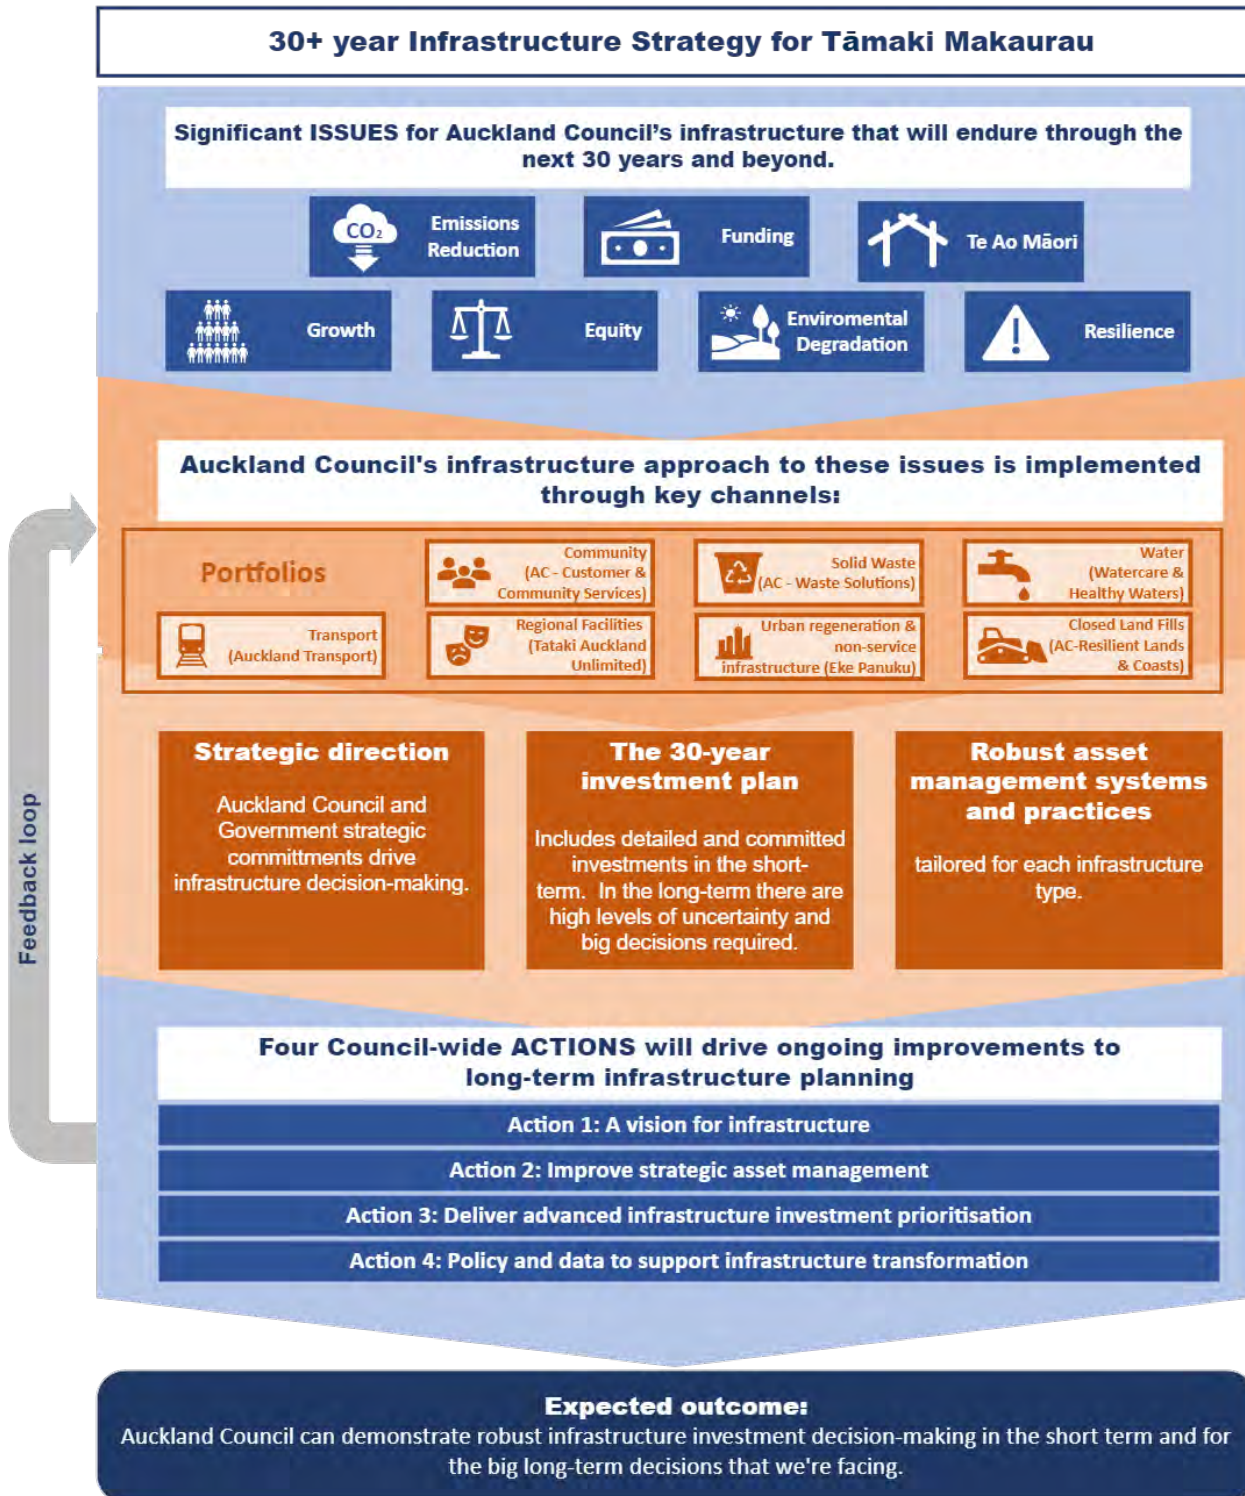 30+ year Infrastructure Strategy for Tāmaki Makaurau
Significant ISSUES for Auckland Council's infrastructure that will endure through the
next 30 years and beyond.
CO₂
Emissions
Reduction
Funding
Te Ao Māori
Growth
Equity
Enviromental
Degradation
Resilience
Auckland Council's infrastructure approach to these issues is implemented
through key channels:
Portfolios
Community
(AC - Customer &
Community Services)
Solid Waste
(AC - Waste Solutions)
Water
(Watercare &
Healthy Waters)
Transport
(Auckland Transport)
Regional Facilities
(Tataki Auckland
Unlimited)
Urban regeneration &
non-service
infrastructure (Eke Panuku)
Closed Land Fills
(AC-Resilient Lands
& Coasts)
Strategic direction
Auckland Council and
Government strategic
committments drive
infrastructure decision-making.
The 30-year
investment plan
Includes detailed and committed
investments in the short-
term. In the long-term there are
high levels of uncertainty and
big decisions required.
Robust asset
management systems
and practices
tailored for each infrastructure
type.
Feedback loop
Four Council-wide ACTIONS will drive ongoing improvements to
long-term infrastructure planning
Action 1: A vision for infrastructure
Action 2: Improve strategic asset management
Action 3: Deliver advanced infrastructure investment prioritisation
Action 4: Policy and data to support infrastructure transformation
Expected outcome:
Auckland Council can demonstrate robust infrastructure investment decision-making in the short term and for
the big long-term decisions that we're facing.